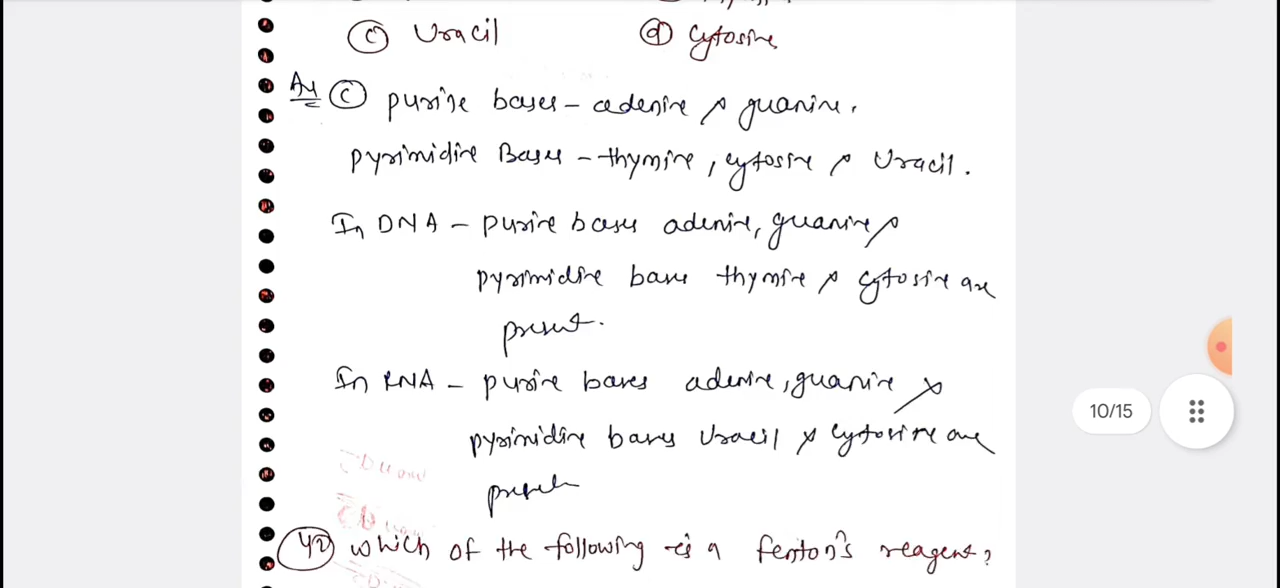 (c) Uracil (d) Cytosine
Ans (c) purine bases - adenine & guanine.
pyrimidine Bases - thymine, cytosine & Uracil.
In DNA - purine bases adenine, guanine &
pyrimidine bases thymine & cytosine are
present.
In RNA - purine bases adenine, guanine &
pyrimidine bases Uracil & cytosine are
present
10/15
42) which of the following is a fenton's reagent?